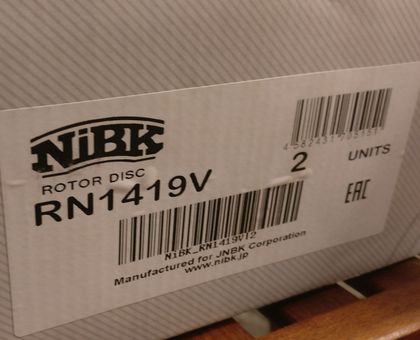 NiBK
ROTOR DISC
RN1419V
2 UNITS
EAC
NiBK_RN1419V12
Manufactured for JNBK Corporation
www.nibk.jp